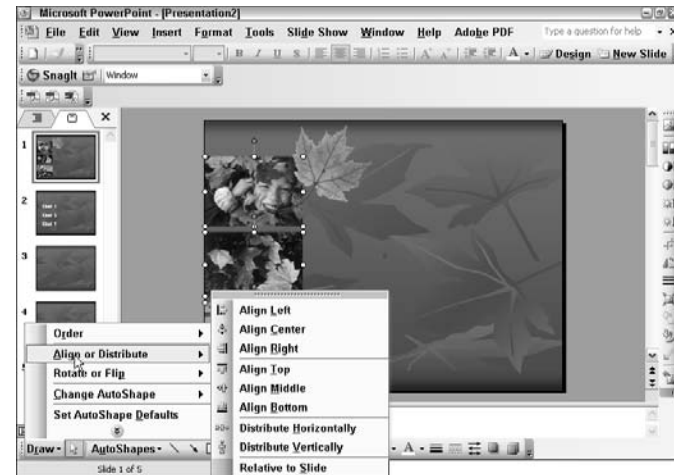 Microsoft PowerPoint - [Presentation2]
File Edit View Insert Format Tools Slide Show Window Help Adobe PDF Type a question for help
B I U S A A A Design New Slide
SnagIt Window
1
2
3
4
Order
Align or Distribute
Rotate or Flip
Change AutoShape
Set AutoShape Defaults
Align Left
Align Center
Align Right
Align Top
Align Middle
Align Bottom
Distribute Horizontally
Distribute Vertically
Relative to Slide
Draw AutoShapes A
Slide 1 of 5